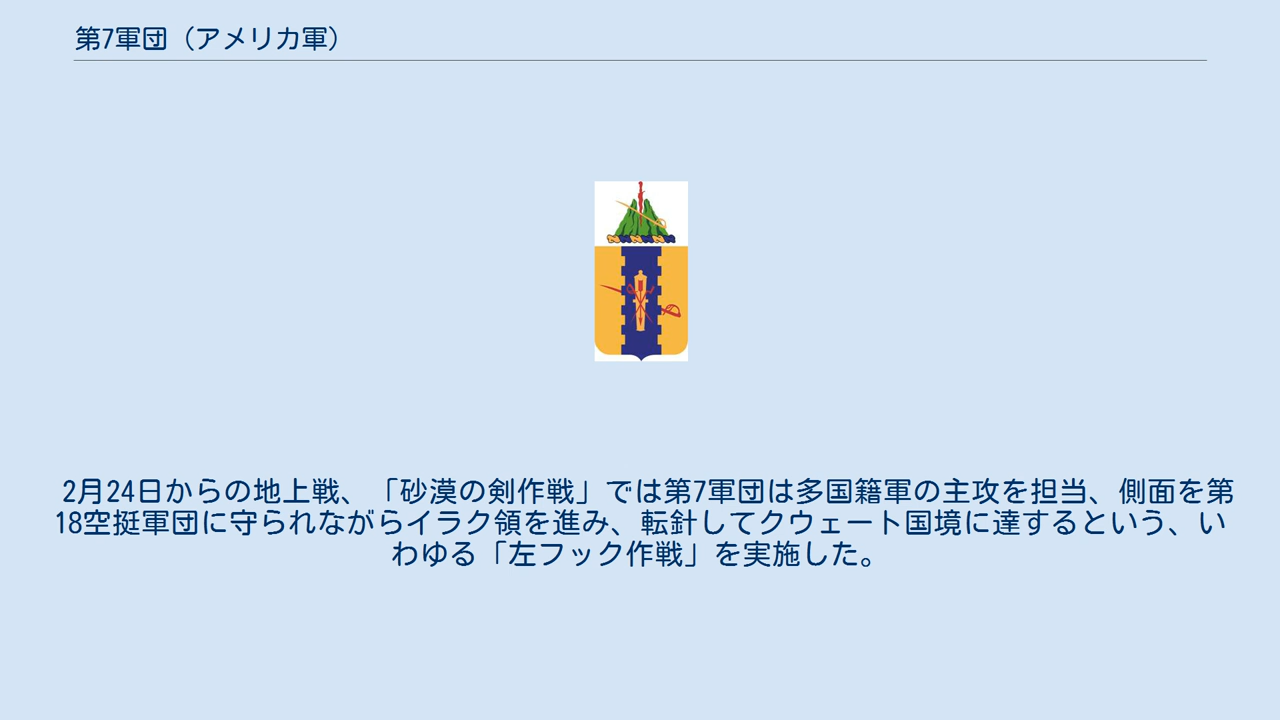 第7軍団（アメリカ軍）
2月24日からの地上戦、「砂漠の剣作戦」では第7軍団は多国籍軍の主攻を担当、側面を第
18空挺軍団に守られながらイラク領を進み、転針してクウェート国境に達するという、い
わゆる「左フック作戦」を実施した。